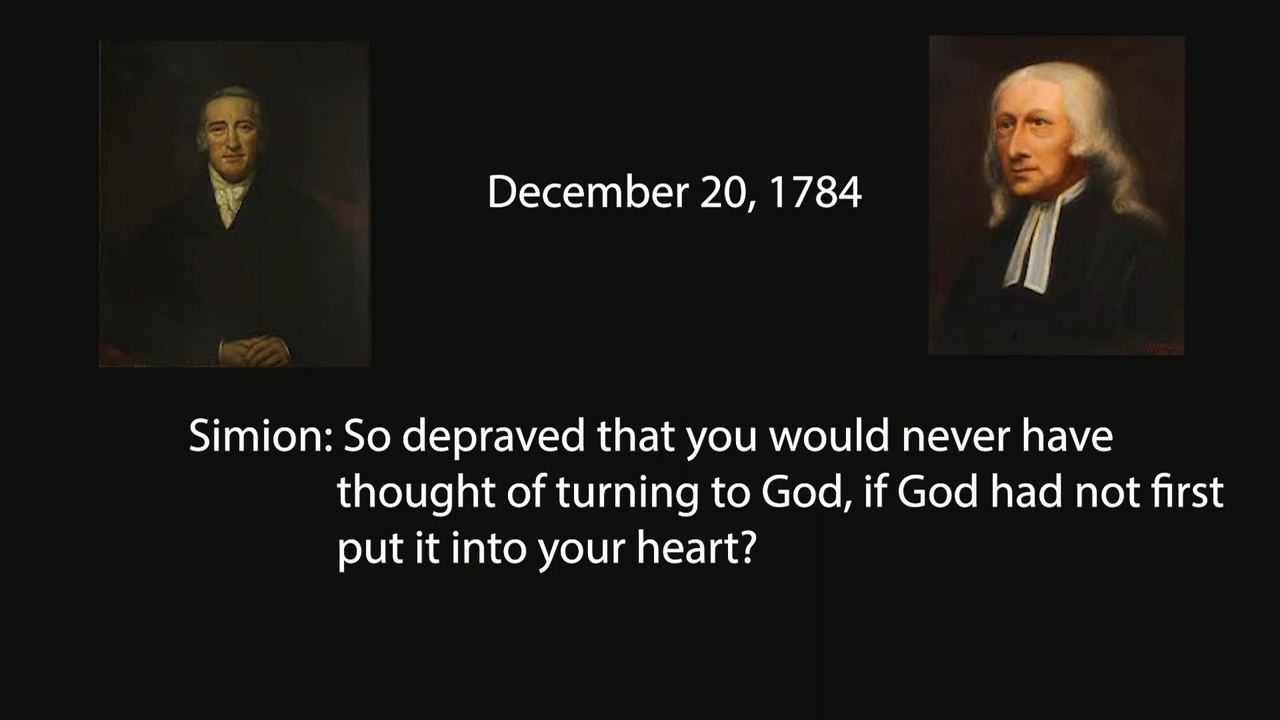 December 20, 1784
Simion: So depraved that you would never have
thought of turning to God, if God had not first
put it into your heart?